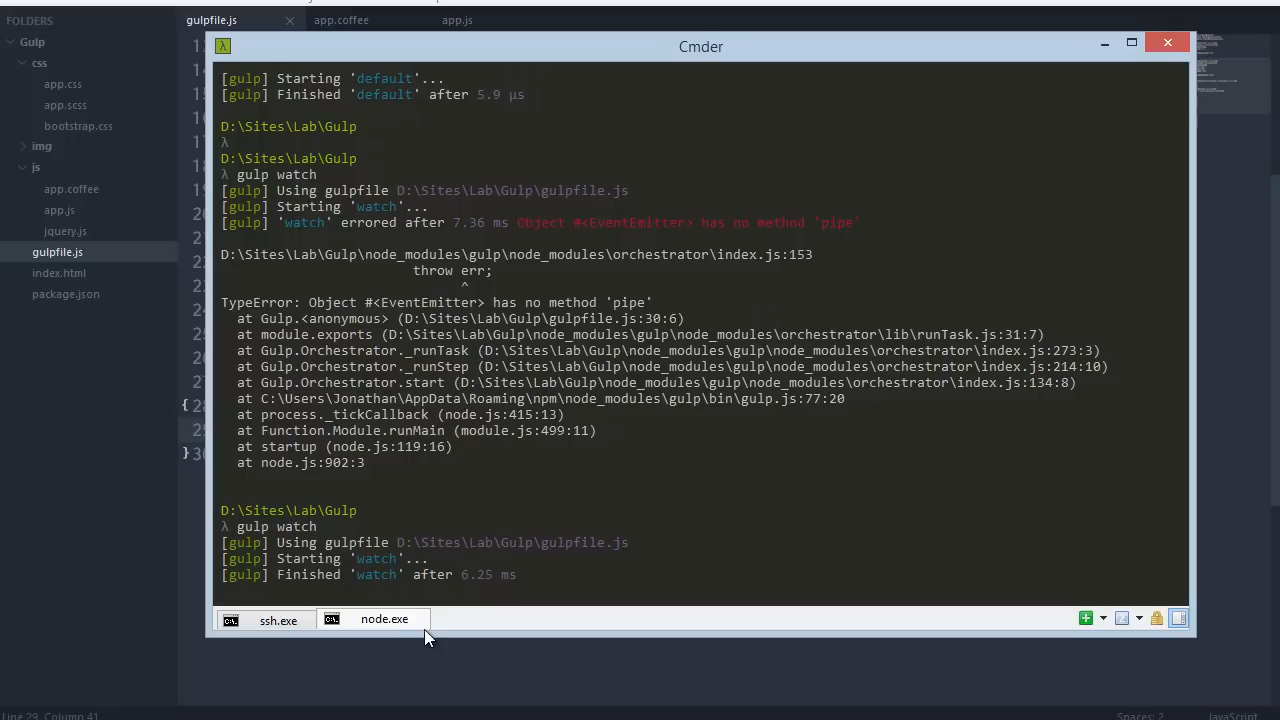 FOLDERS
Gulp
css
app.css
app.scss
bootstrap.css
img
js
app.coffee
app.js
jquery.js
gulpfile.js
index.html
package.json
gulpfile.js
app.coffee
app.js
Cmder
[gulp] Starting 'default'...
[gulp] Finished 'default' after 5.9 μs
D:\Sites\Lab\Gulp
λ
D:\Sites\Lab\Gulp
λ gulp watch
[gulp] Using gulpfile D:\Sites\Lab\Gulp\gulpfile.js
[gulp] Starting 'watch'...
[gulp] 'watch' errored after 7.36 ms Object #<EventEmitter> has no method 'pipe'
D:\Sites\Lab\Gulp\node_modules\gulp\node_modules\orchestrator\index.js:153
throw err;
^
TypeError: Object #<EventEmitter> has no method 'pipe'
at Gulp.<anonymous> (D:\Sites\Lab\Gulp\gulpfile.js:30:6)
at module.exports (D:\Sites\Lab\Gulp\node_modules\gulp\node_modules\orchestrator\lib\runTask.js:31:7)
at Gulp.Orchestrator._runTask (D:\Sites\Lab\Gulp\node_modules\gulp\node_modules\orchestrator\index.js:273:3)
at Gulp.Orchestrator._runStep (D:\Sites\Lab\Gulp\node_modules\gulp\node_modules\orchestrator\index.js:214:10)
at Gulp.Orchestrator.start (D:\Sites\Lab\Gulp\node_modules\gulp\node_modules\orchestrator\index.js:134:8)
at C:\Users\Jonathan\AppData\Roaming\npm\node_modules\gulp\bin\gulp.js:77:20
at process._tickCallback (node.js:415:13)
at Function.Module.runMain (module.js:499:11)
at startup (node.js:119:16)
at node.js:902:3
D:\Sites\Lab\Gulp
λ gulp watch
[gulp] Using gulpfile D:\Sites\Lab\Gulp\gulpfile.js
[gulp] Starting 'watch'...
[gulp] Finished 'watch' after 6.25 ms
ssh.exe
node.exe
Line 29, Column 41
Spaces: 2
JavaScript